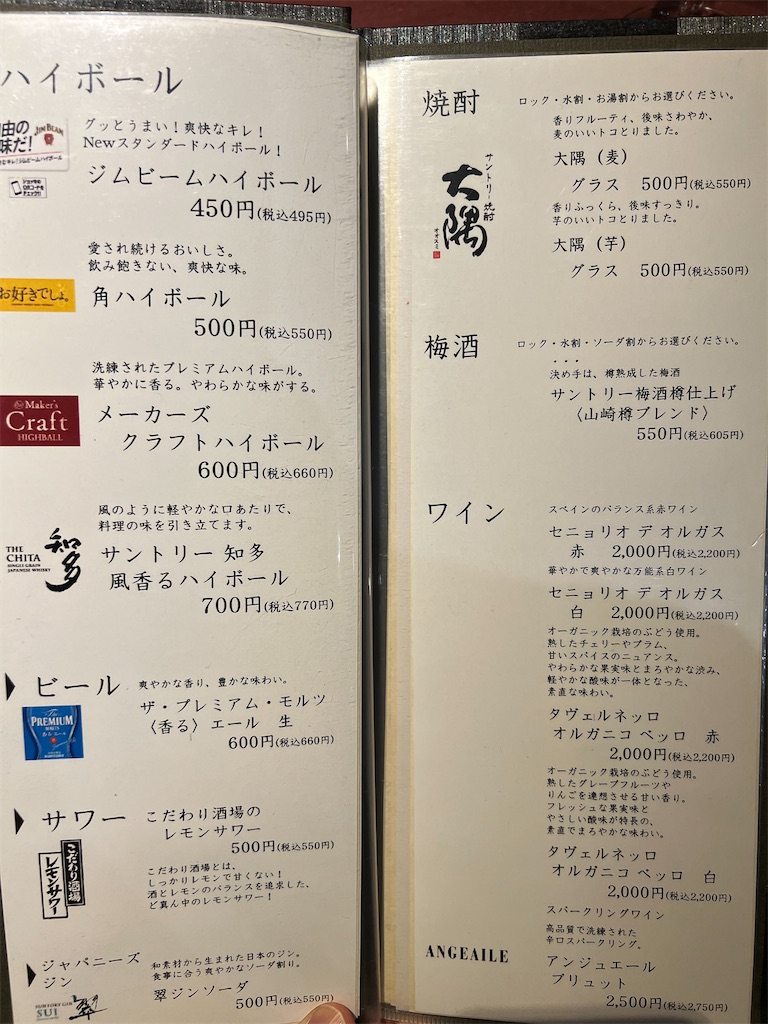 ハイボール
由の
味だ!
JIM BEAM
グッとうまい!爽快なキレ!
Newスタンダードハイボール!
ジムビームハイボール
450円(税込495円)
愛され続けるおいしさ。
飲み飽きない、爽快な味。
お好きでしょ。
角ハイボール
500円(税込550円)
洗練されたプレミアムハイボール。
華やかに香る。やわらかな味がする。
Maker's
Craft
HIGHBALL
メーカーズ
クラフトハイボール
600円(税込660円)
風のように軽やかな口あたりで、
料理の味を引き立てます。
THE
CHITA
SINGLE GRAIN
JAPANESE WHISKY
知多
サントリー 知多
風香るハイボール
700円(税込770円)
ビール
爽やかな香り、豊かな味わい。
The
PREMIUM
MALT'S
ザ・プレミアム・モルツ
〈香る〉エール 生
600円(税込660円)
サワー
こだわり酒場の
レモンサワー
500円(税込550円)
こだわり酒場
レモンサワー
こだわり酒場とは、
しっかりレモンで甘くない!
酒とレモンのバランスを追求した、
ど真ん中のレモンサワー!
ジャパニーズ
ジン
和素材から生まれた日本のジン。
食事に合う爽やかなソーダ割り。
SUNTORY GIN
SUI
翠
翠ジンソーダ
500円(税込550円)
焼酎
ロック・水割・お湯割からお選びください。
香りフルーティ、後味さわやか、
麦のいいトコとりました。
サントリー焼酎
大隅
オオスミ
大隅(麦)
グラス 500円(税込550円)
香りふっくら、後味すっきり。
芋のいいトコとりました。
大隅(芋)
グラス 500円(税込550円)
梅酒
ロック・水割・ソーダ割からお選びください。
決め手は、樽熟成した梅酒
サントリー梅酒樽仕上げ
〈山崎樽ブレンド〉
550円(税込605円)
ワイン
スペインのバランス系赤ワイン
セニョリオ デ オルガス
赤 2,000円(税込2,200円)
華やかで爽やかな万能系白ワイン
セニョリオ デ オルガス
白 2,000円(税込2,200円)
オーガニック栽培のぶどう使用。
熟したチェリーやプラム、
甘いスパイスのニュアンス。
やわらかな果実味とまろやかな渋み、
軽やかな酸味が一体となった、
素直な味わい。
タヴェルネッロ
オルガニコ ペッロ 赤
2,000円(税込2,200円)
オーガニック栽培のぶどう使用。
熟したグレープフルーツや
りんごを連想させる甘い香り。
フレッシュな果実味と
やさしい酸味が特長の、
素直でまろやかな味わい。
タヴェルネッロ
オルガニコ ペッロ 白
2,000円(税込2,200円)
スパークリングワイン
高品質で洗練された
辛口スパークリング。
ANGEAILE
アンジュエール
ブリュット
2,500円(税込2,750円)